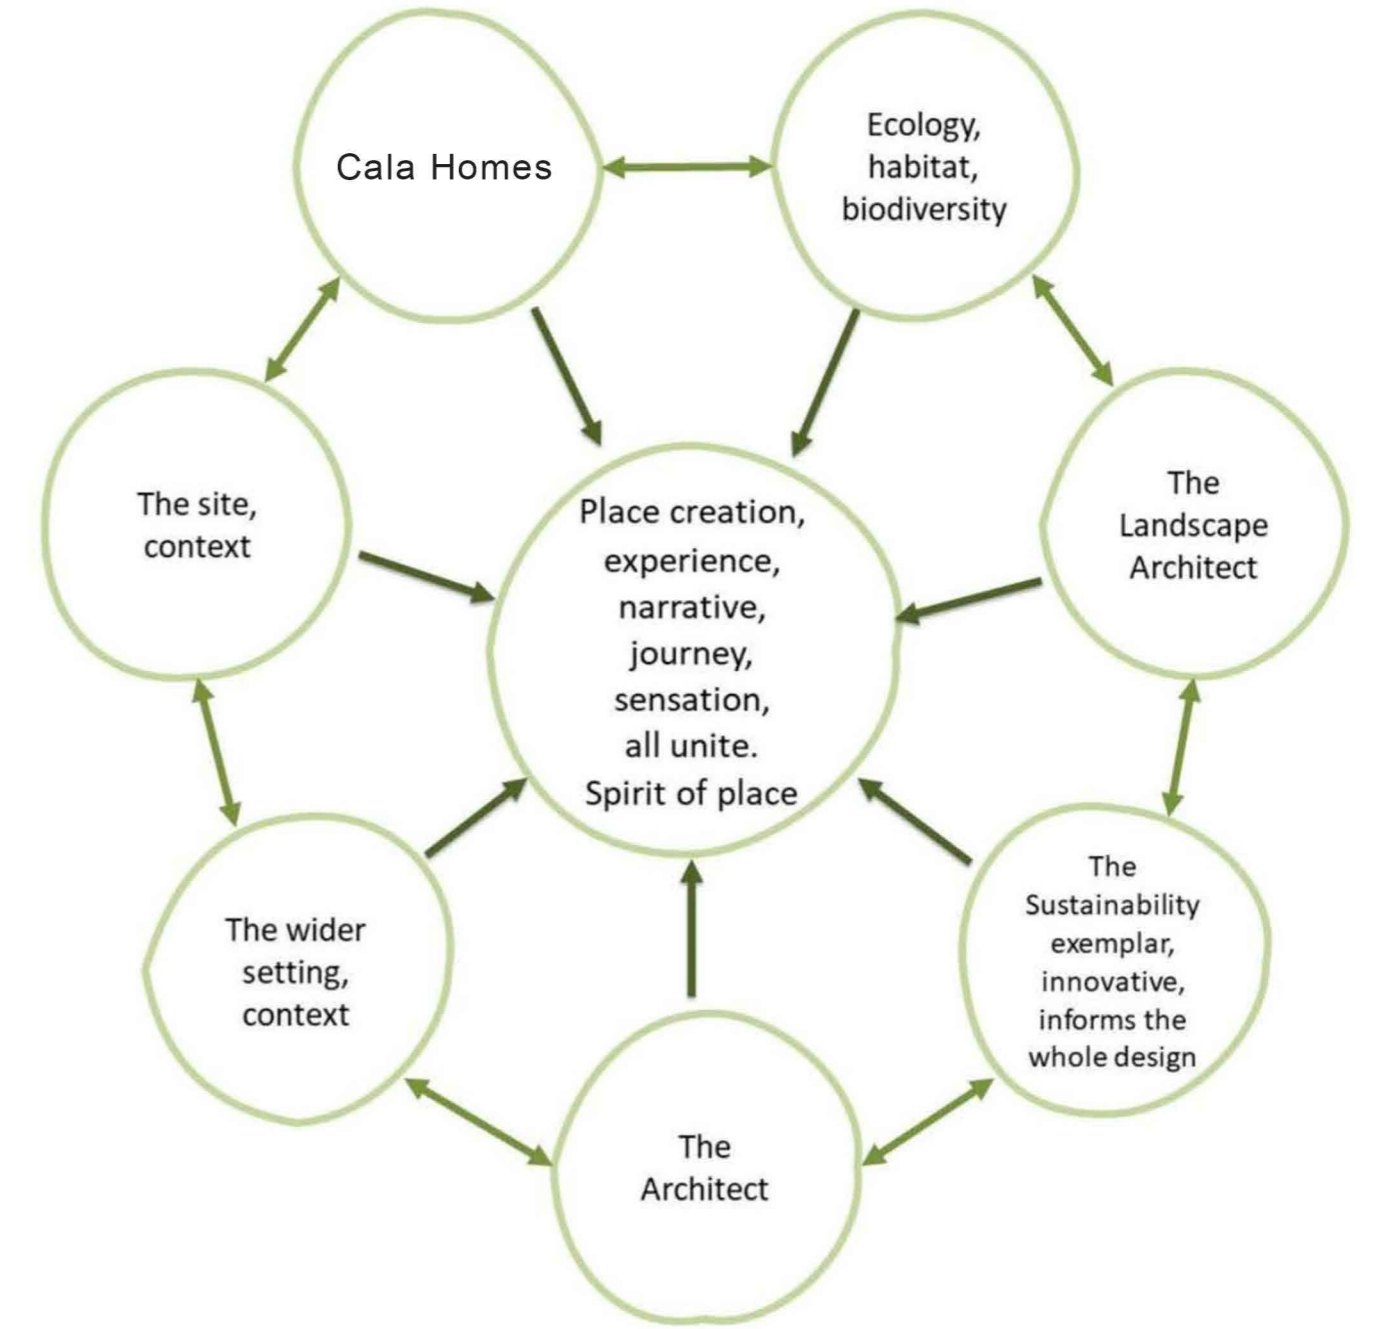 Cala Homes
Ecology,
habitat,
biodiversity
The site,
context
The
Landscape
Architect
Place creation,
experience,
narrative,
journey,
sensation,
all unite.
Spirit of place
The wider
setting,
context
The
Sustainability
exemplar,
innovative,
informs the
whole design
The
Architect